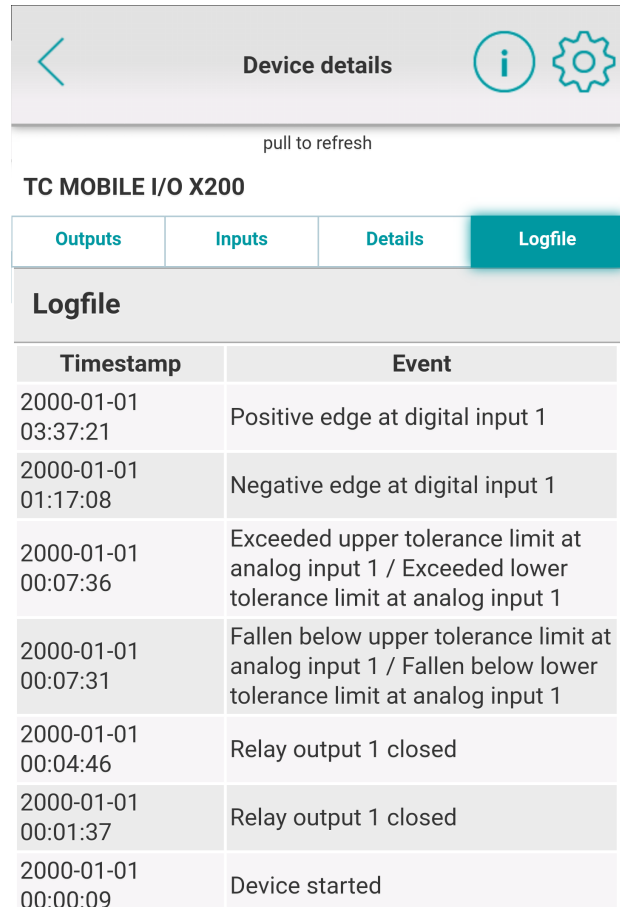 Device details
pull to refresh
TC MOBILE I/O X200
Outputs Inputs Details Logfile
Logfile
Timestamp Event
2000-01-01
03:37:21
Positive edge at digital input 1
2000-01-01
01:17:08
Negative edge at digital input 1
2000-01-01
00:07:36
Exceeded upper tolerance limit at
analog input 1 / Exceeded lower
tolerance limit at analog input 1
2000-01-01
00:07:31
Fallen below upper tolerance limit at
analog input 1 / Fallen below lower
tolerance limit at analog input 1
2000-01-01
00:04:46
Relay output 1 closed
2000-01-01
00:01:37
Relay output 1 closed
2000-01-01
00:00:09
Device started